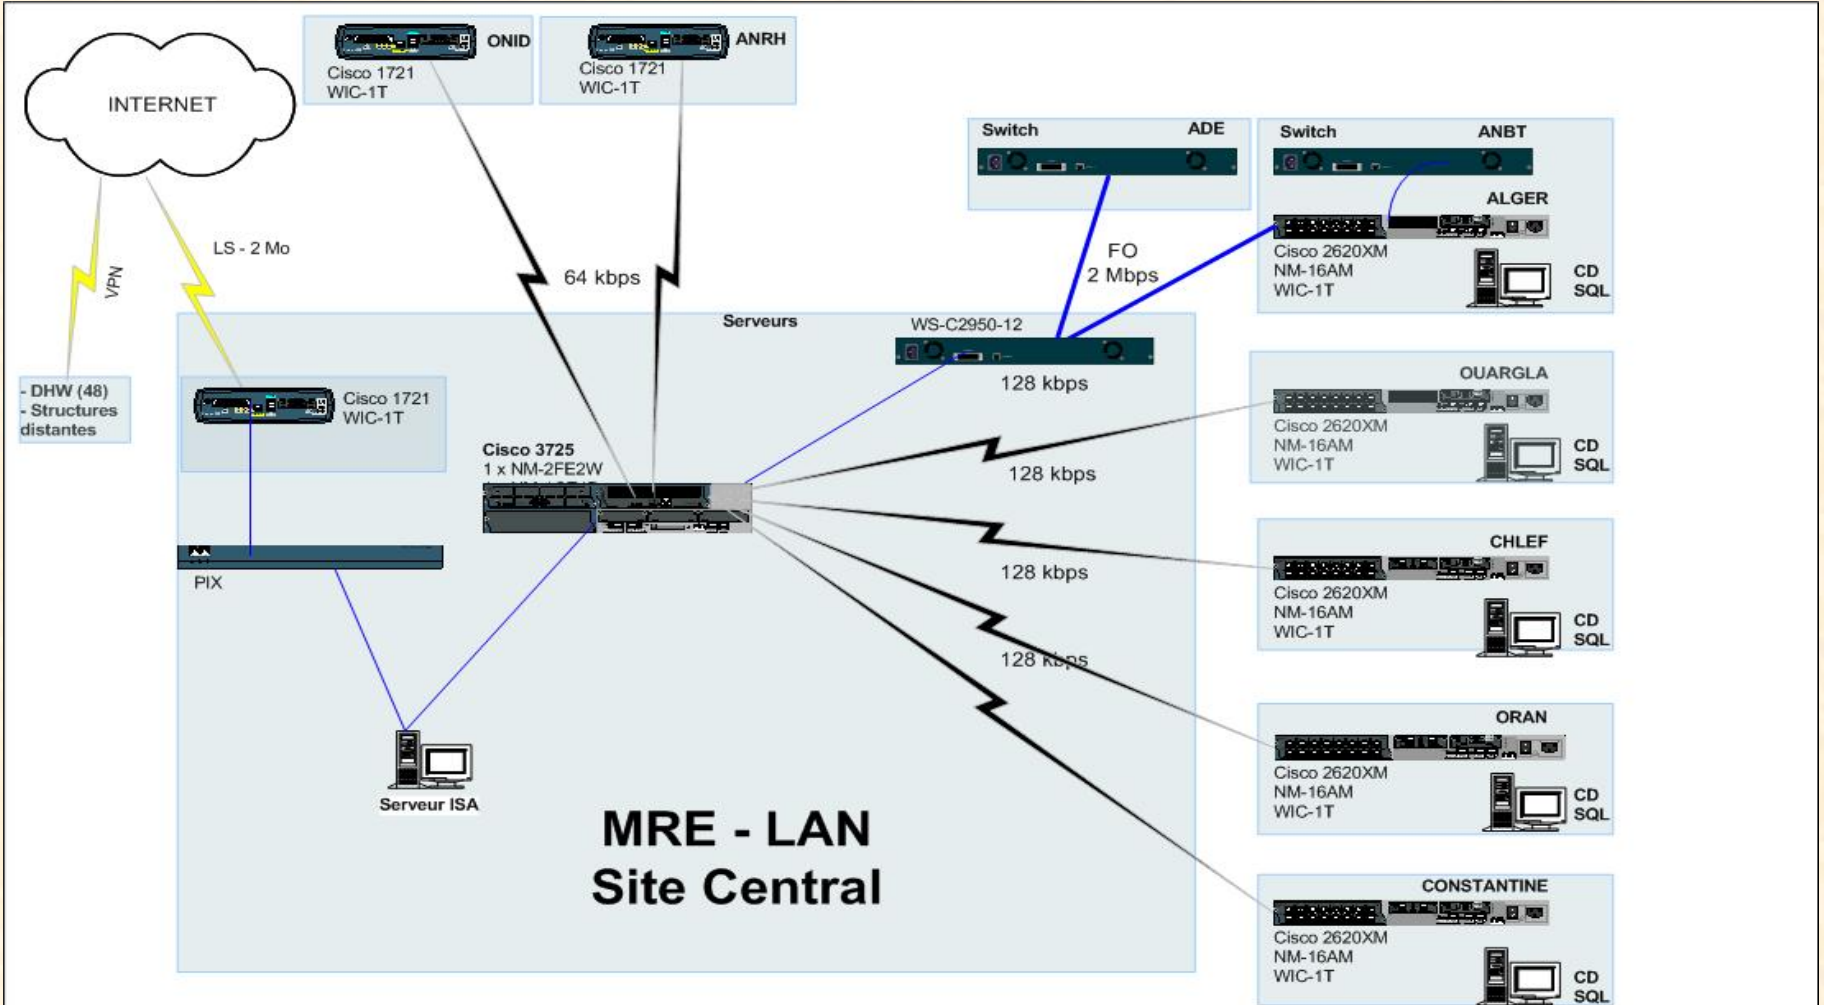 INTERNET
ONID
Cisco 1721
WIC-1T
ANRH
Cisco 1721
WIC-1T
Switch
ADE
Switch
ANBT
ALGER
Cisco 2620XM
NM-16AM
WIC-1T
CD
SQL
VPN
LS - 2 Mo
64 kbps
FO
2 Mbps
- DHW (48)
- Structures
distantes
Serveurs
WS-C2950-12
128 kbps
Cisco 1721
WIC-1T
Cisco 3725
1 x NM-2FE2W
OUARGLA
Cisco 2620XM
NM-16AM
WIC-1T
CD
SQL
128 kbps
CHLEF
Cisco 2620XM
NM-16AM
WIC-1T
CD
SQL
128 kbps
PIX
128 kbps
ORAN
Cisco 2620XM
NM-16AM
WIC-1T
CD
SQL
Serveur ISA
MRE - LAN
Site Central
CONSTANTINE
Cisco 2620XM
NM-16AM
WIC-1T
CD
SQL